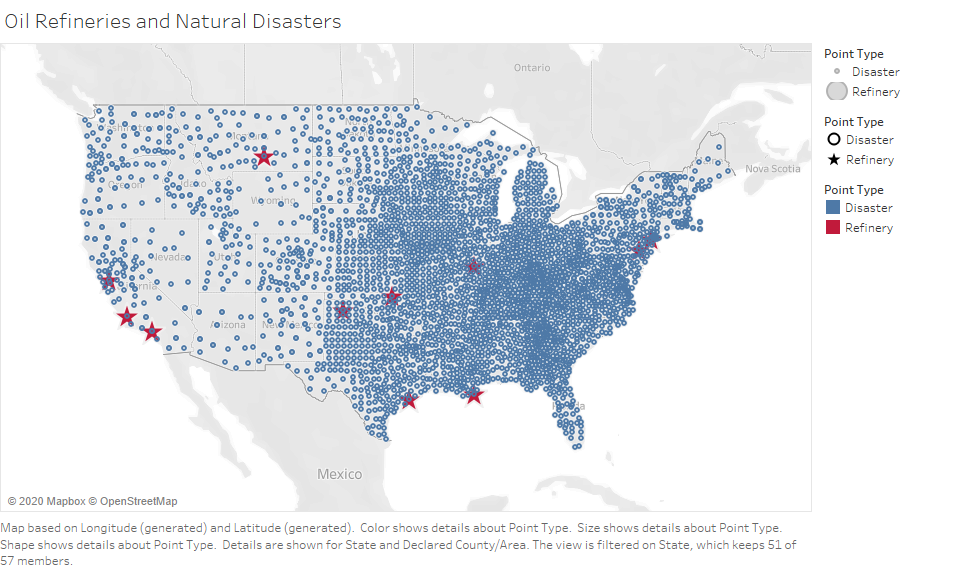 Oil Refineries and Natural Disasters
Ontario
Nova Scotia
Oregon
Wyoming
Nevada
Utah
Arizona
Mexico
© 2020 Mapbox © OpenStreetMap
Point Type
Disaster
Refinery
Point Type
Disaster
Refinery
Point Type
Disaster
Refinery
Map based on Longitude (generated) and Latitude (generated). Color shows details about Point Type. Size shows details about Point Type.
Shape shows details about Point Type. Details are shown for State and Declared County/Area. The view is filtered on State, which keeps 51 of
57 members.